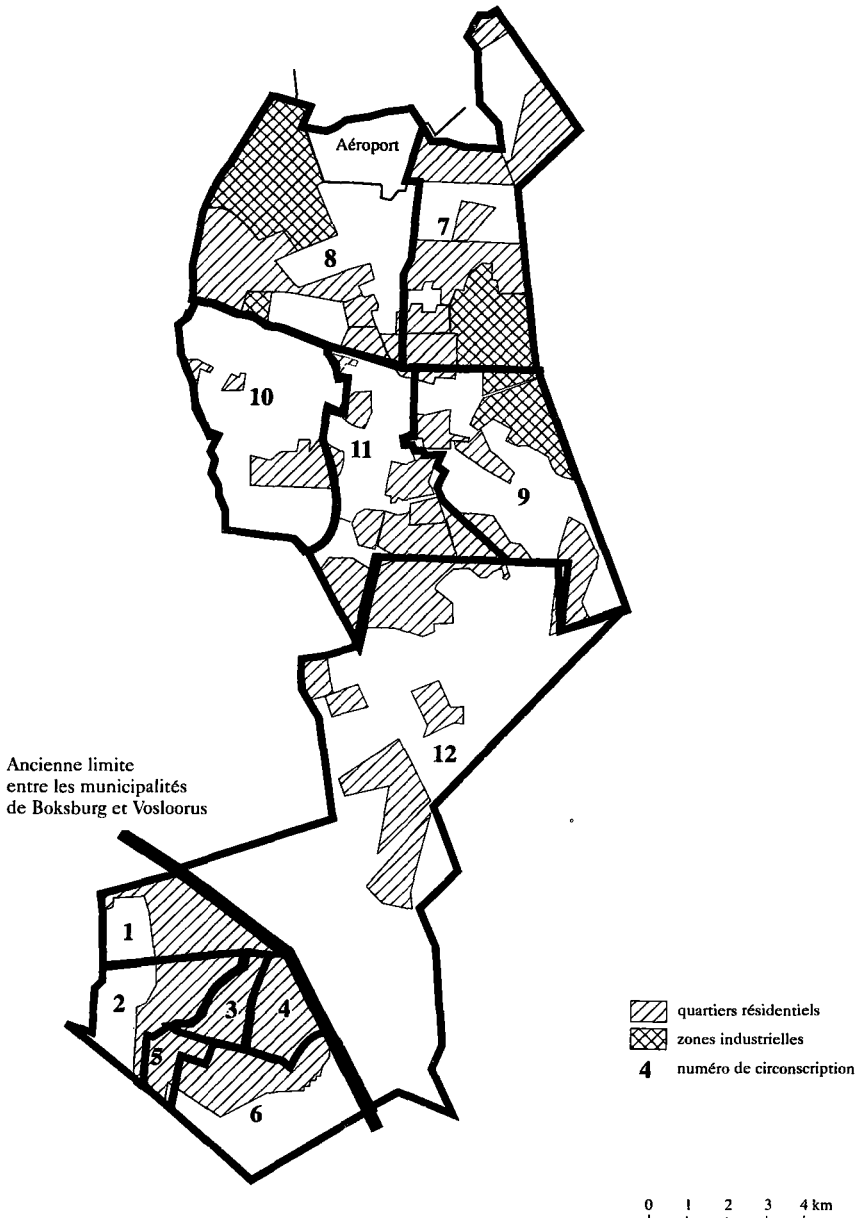 Aéroport
7
8
10
11
9
12
Ancienne limite
entre les municipalités
de Boksburg et Vosloorus
1
2
3
4
5
6
quartiers résidentiels
zones industrielles
4 numéro de circonscription
0 1 2 3 4 km